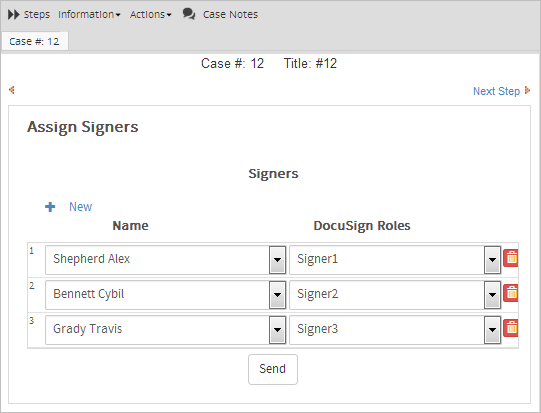 Steps Information Actions Case Notes
Case #: 12
Case #: 12 Title: #12
Next Step
Assign Signers
Signers
New
Name DocuSign Roles
1 Shepherd Alex Signer1
2 Bennett Cybil Signer2
3 Grady Travis Signer3
Send